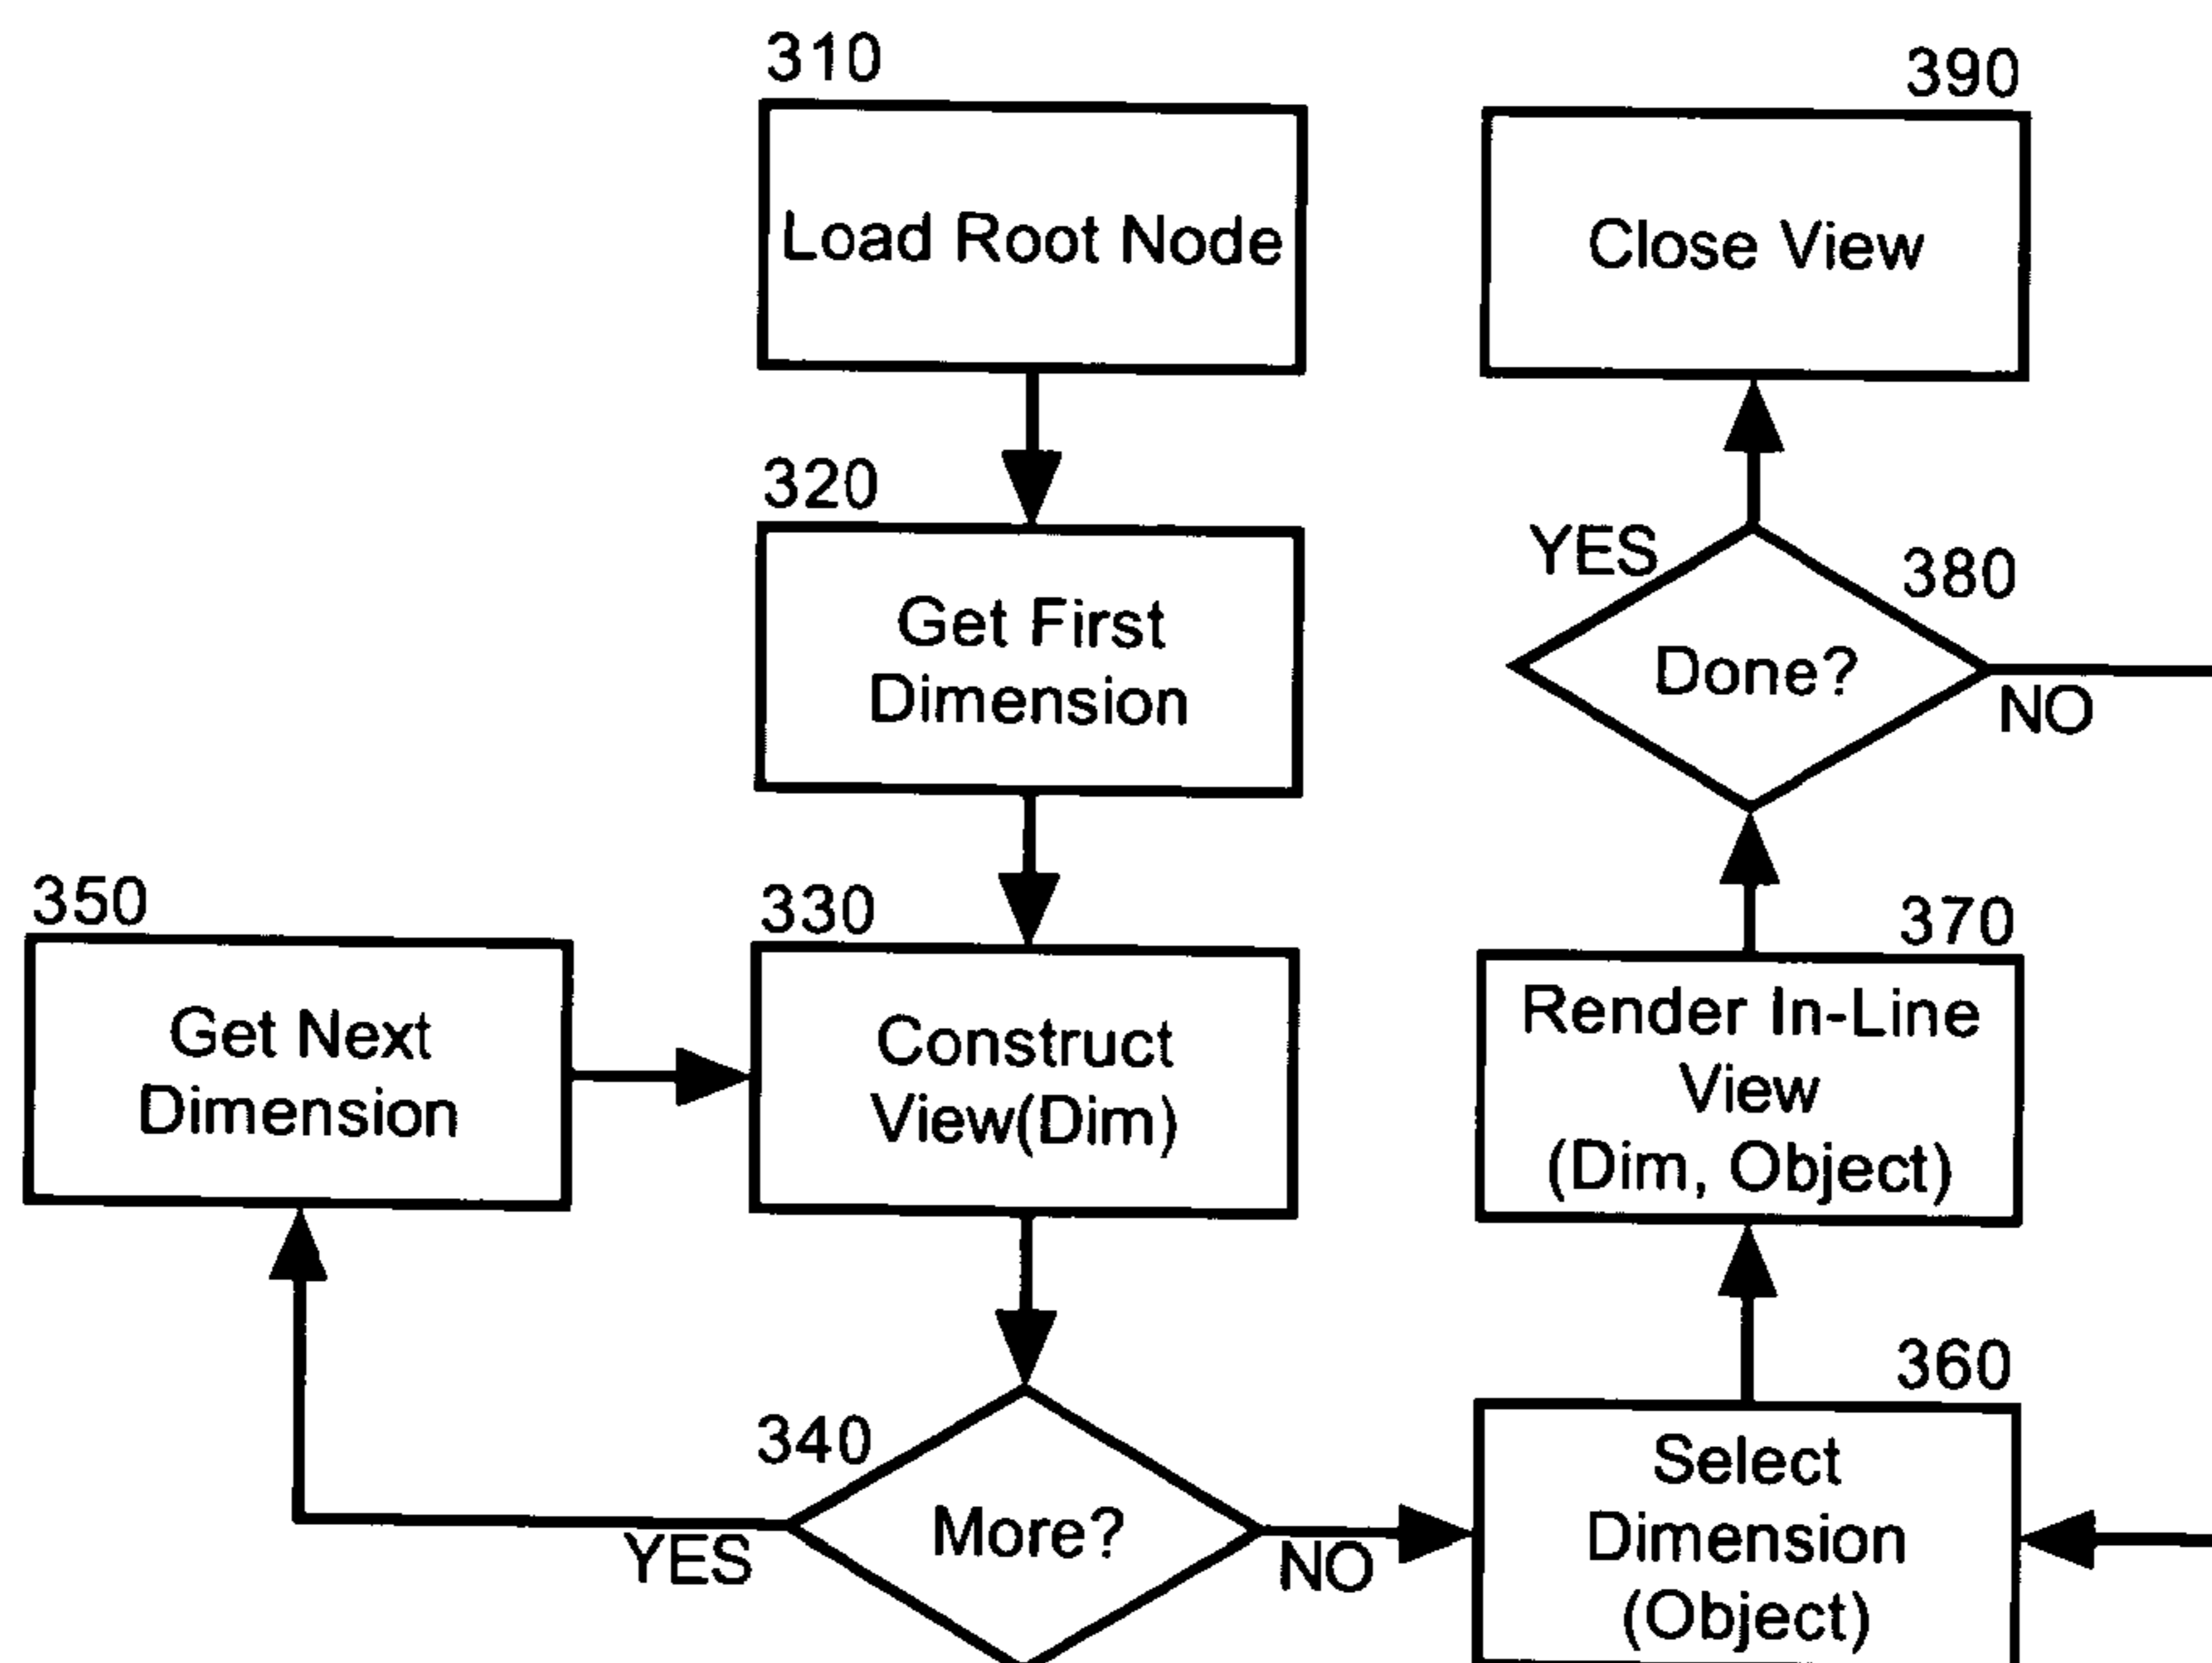 310
Load Root Node
320
Get First
Dimension
330
Construct
View(Dim)
350
Get Next
Dimension
340
More?
YES
NO
360
Select
Dimension
(Object)
370
Render In-Line
View
(Dim, Object)
380
Done?
YES
NO
390
Close View